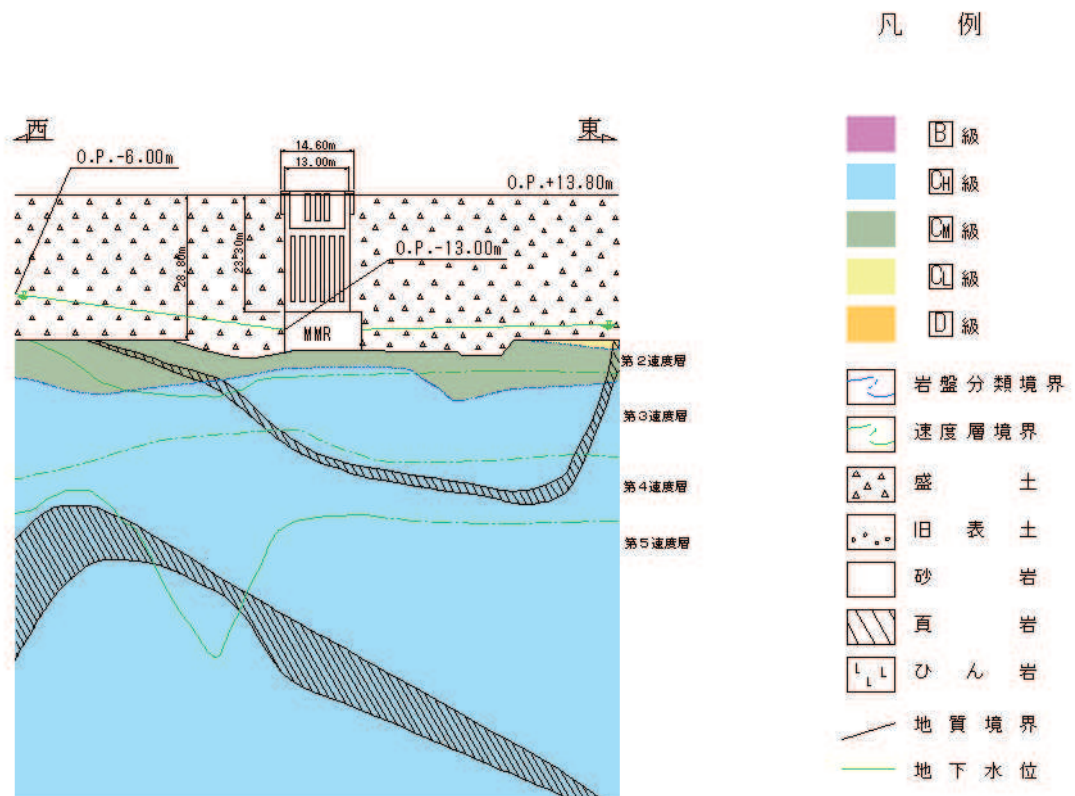 凡 例
西
東
14.60m
13.00m
O.P.-6.00m
O.P.+13.80m
O.P.-13.00m
28.80m
23.30m
MMR
第2速度層
第3速度層
第4速度層
第5速度層
B 級
CH 級
CM 級
CL 級
D 級
岩盤分類境界
速度層境界
盛 土
旧 表 土
砂 岩
頁 岩
ひ ん 岩
地 質 境 界
地 下 水 位